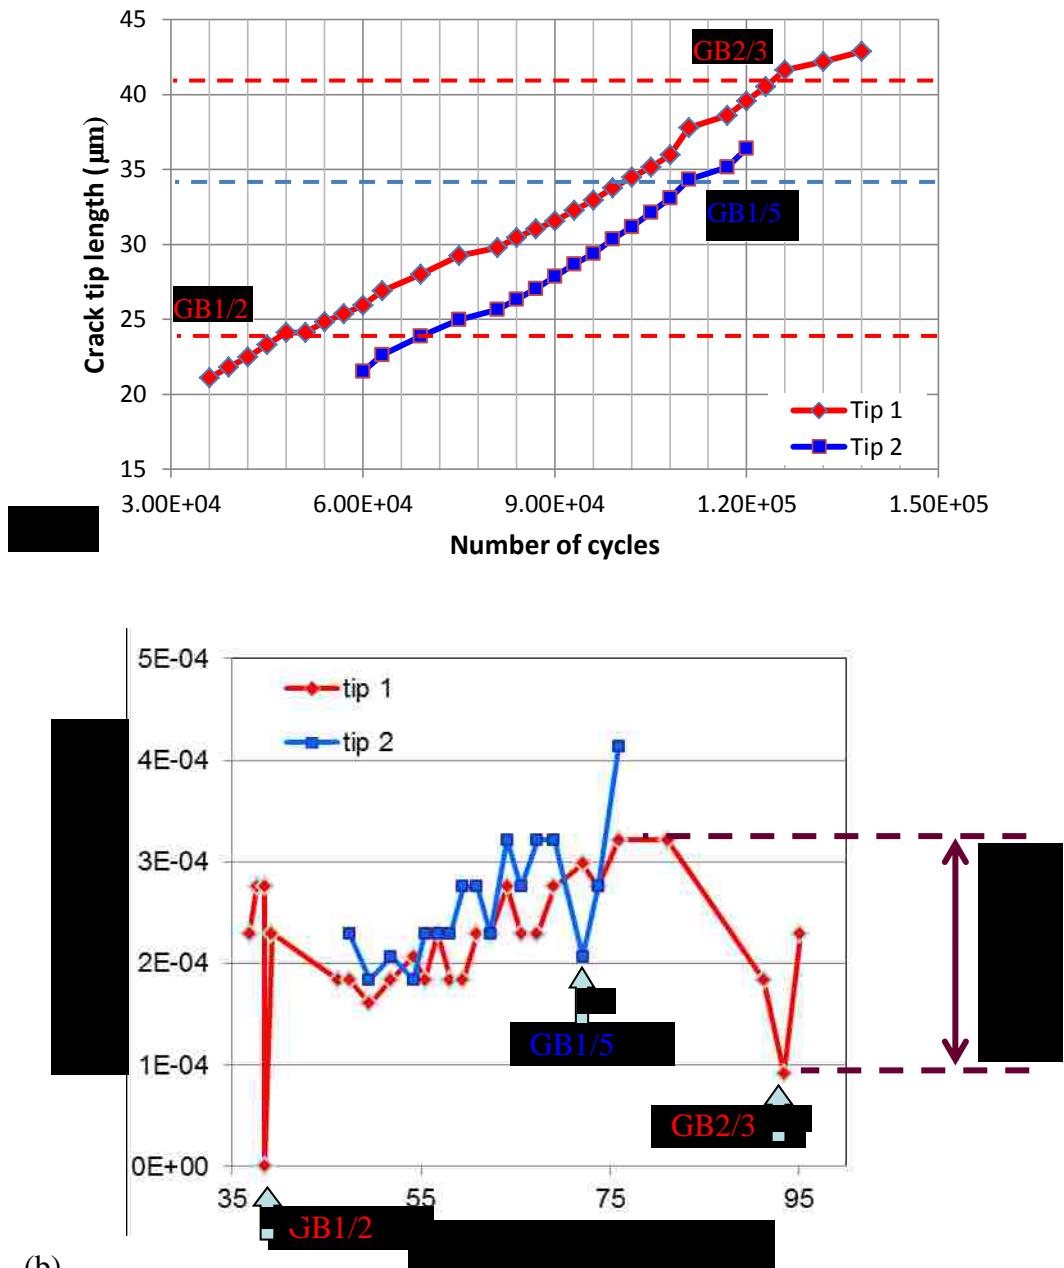 45
GB2/3
40
35
GB1/5
30
GB1/2
25
20
Tip 1
Tip 2
15
3.00E+04 6.00E+04 9.00E+04 1.20E+05 1.50E+05
Crack tip length (μm)
Number of cycles
5E-04
tip 1
tip 2
4E-04
3E-04
2E-04
GB1/5
1E-04
GB2/3
0E+00
35 55 75 95
GB1/2
(b)